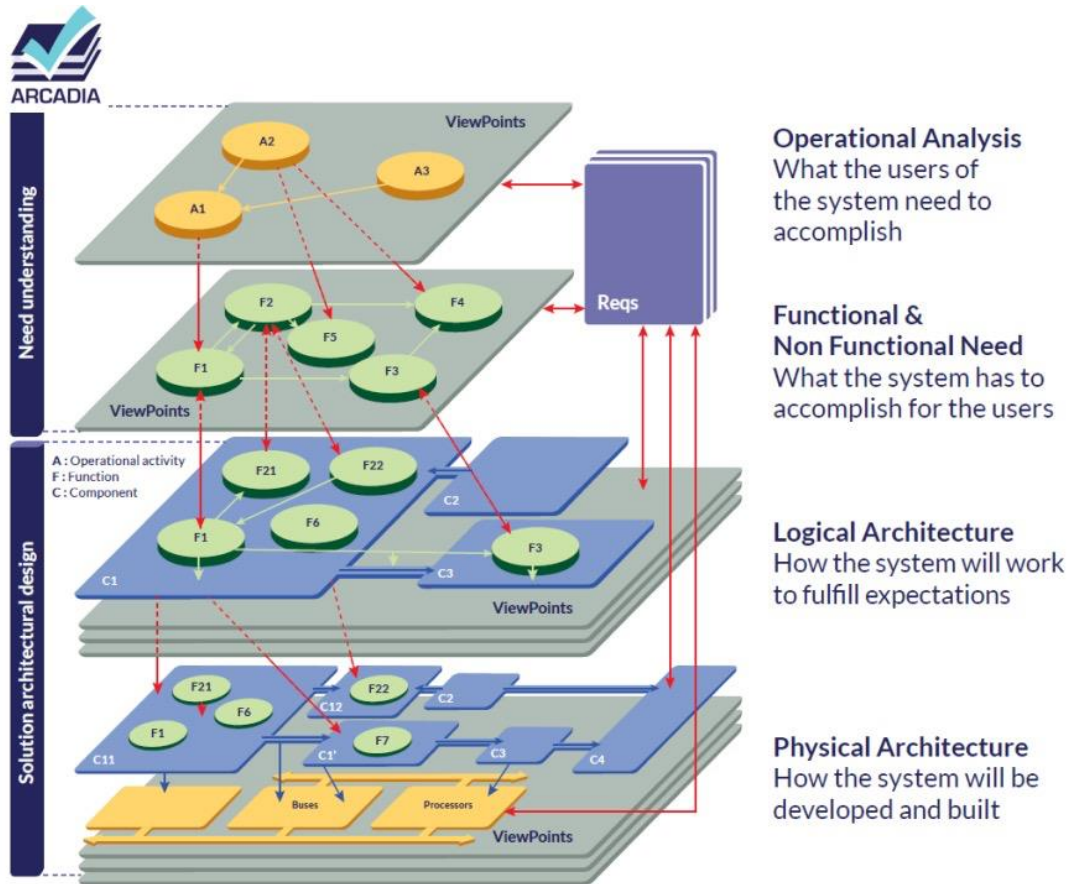 ARCADIA
Need understanding
ViewPoints
A2
A3
A1
Reqs
Operational Analysis
What the users of
the system need to
accomplish
F2
F4
F5
F1
F3
ViewPoints
Functional &
Non Functional Need
What the system has to
accomplish for the users
Solution architectural design
A : Operational activity
F : Function
C : Component
F21
F22
C2
F6
F1
F3
C1
C3
ViewPoints
Logical Architecture
How the system will work
to fulfill expectations
F21
F22
C2
C12
F6
F1
F7
C11
C1'
C3
C4
Buses
Processors
ViewPoints
Physical Architecture
How the system will be
developed and built